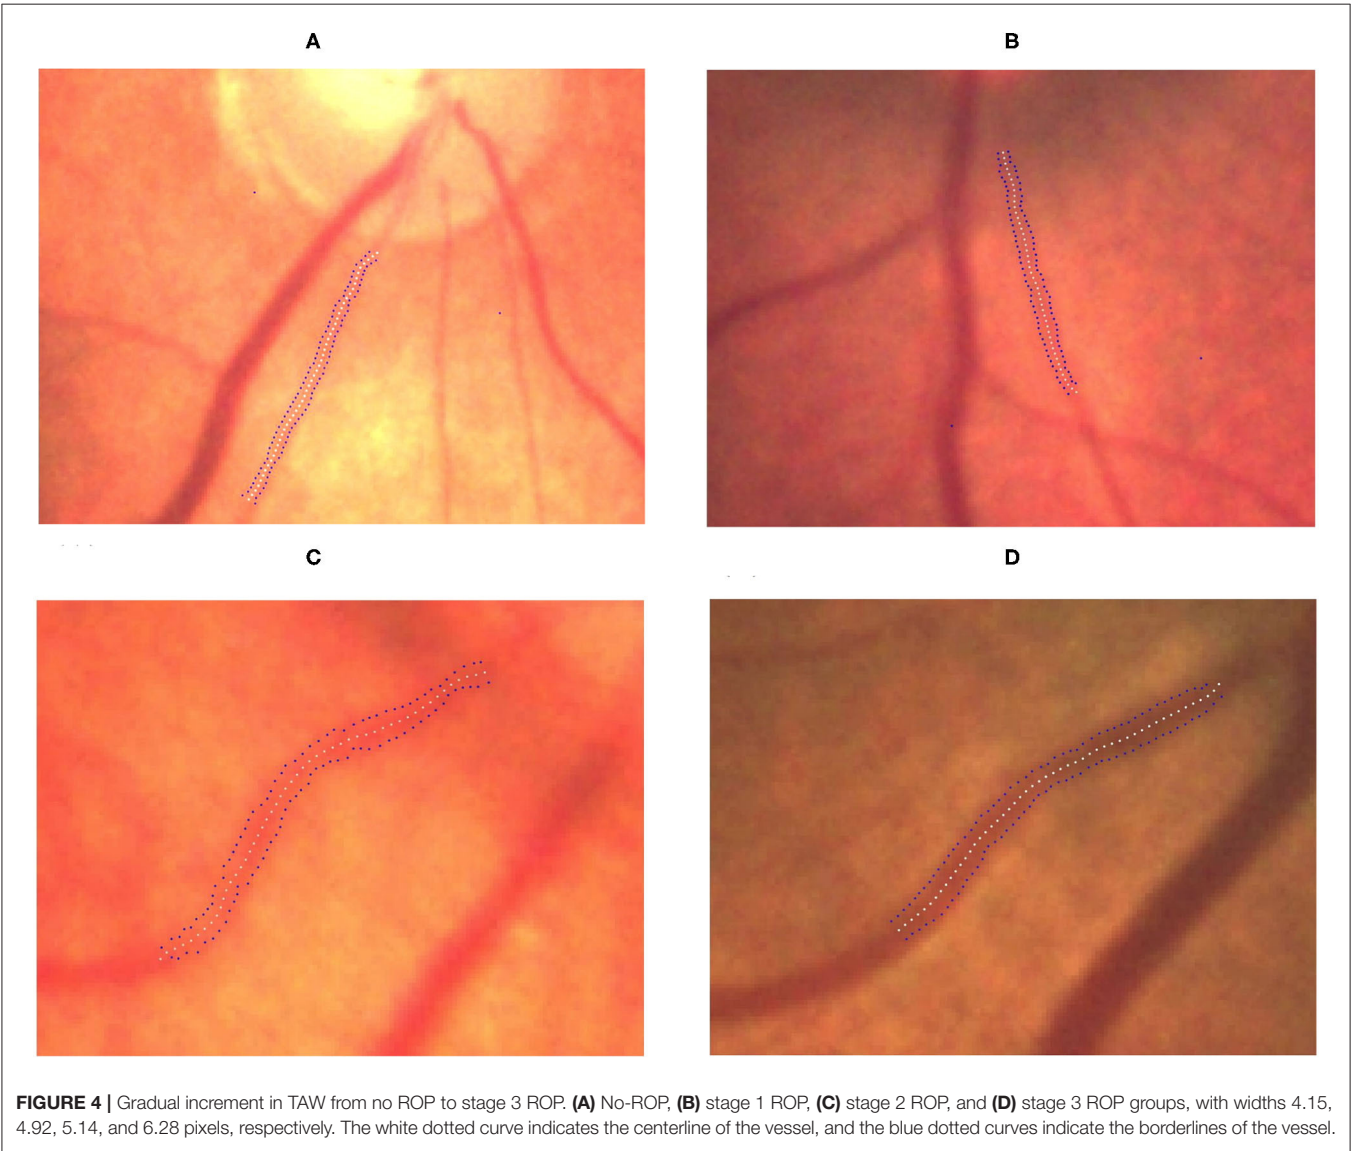 A
B
C
D
FIGURE 4 | Gradual increment in TAW from no ROP to stage 3 ROP. (A) No-ROP, (B) stage 1 ROP, (C) stage 2 ROP, and (D) stage 3 ROP groups, with widths 4.15,
4.92, 5.14, and 6.28 pixels, respectively. The white dotted curve indicates the centerline of the vessel, and the blue dotted curves indicate the borderlines of the vessel.